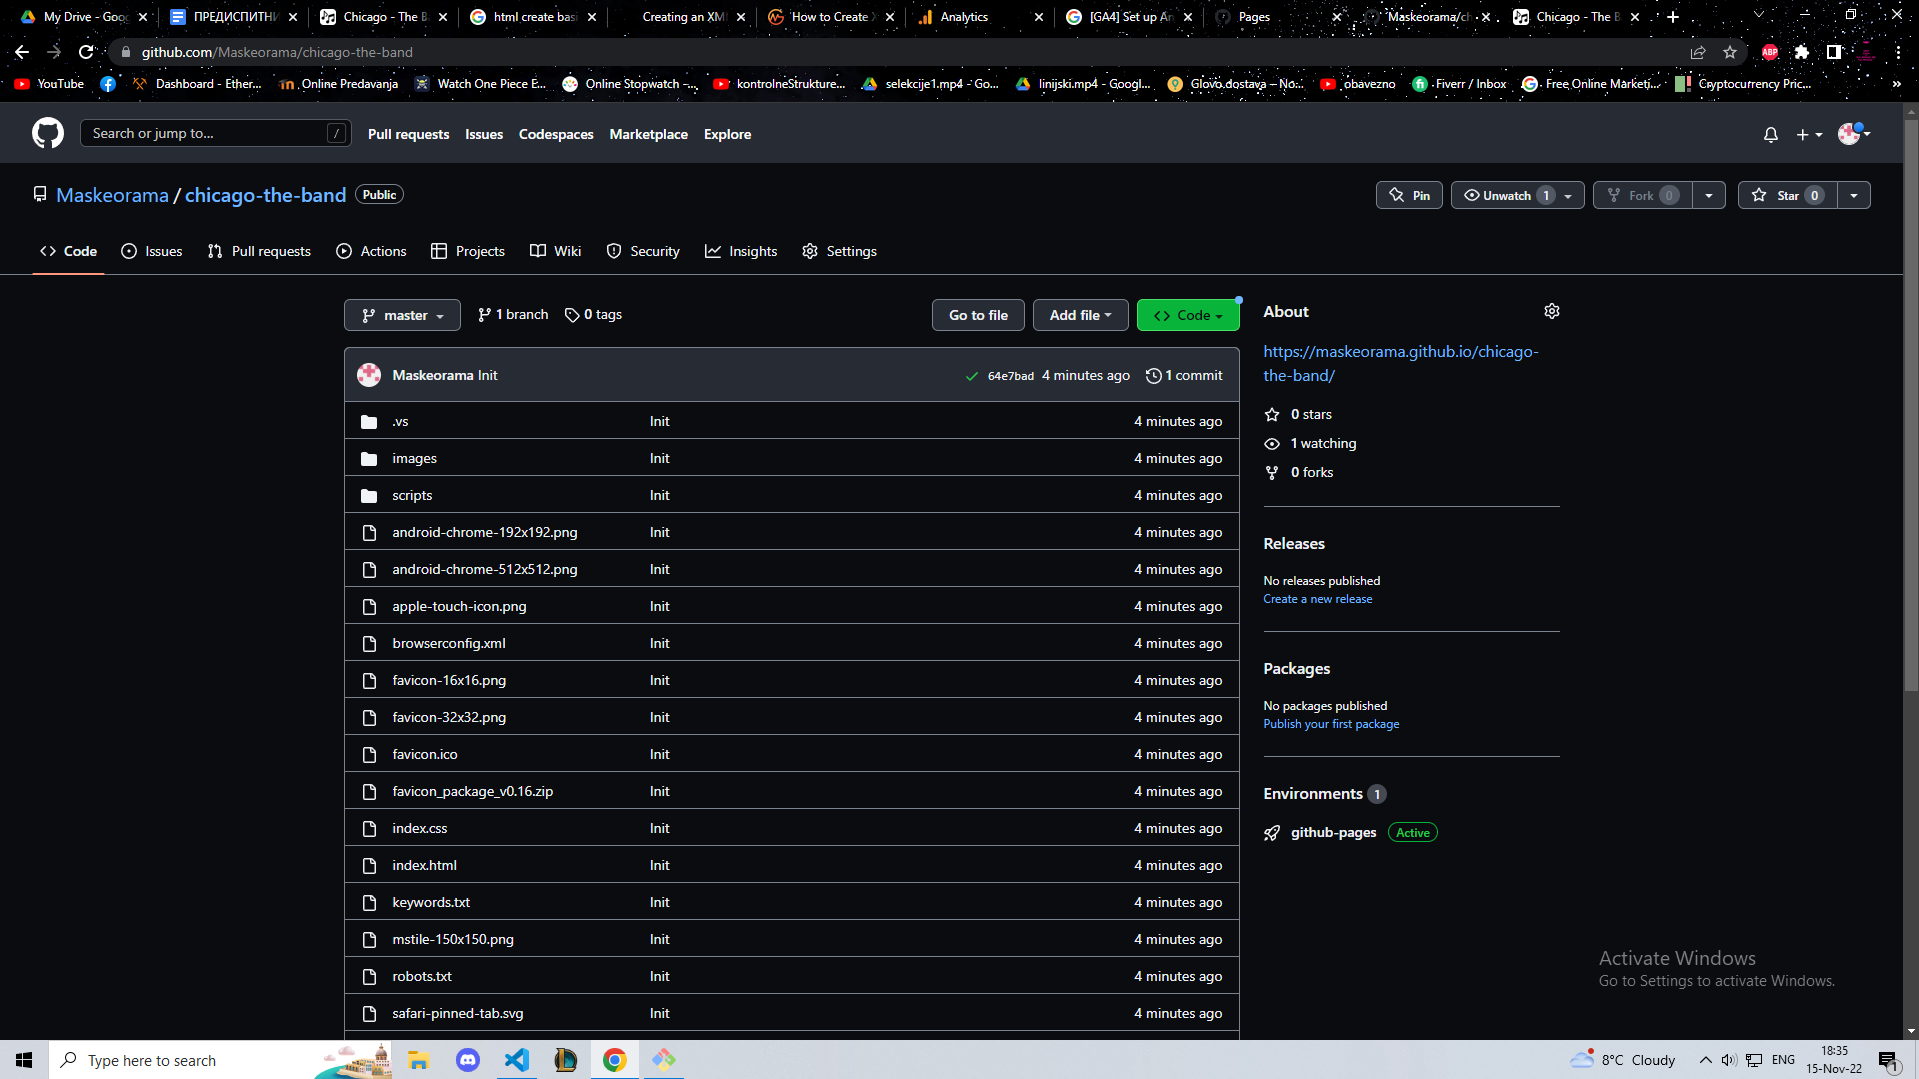 My Drive - Goog
ПРЕДИСПИТНИ
Chicago - The B
html create basi
Creating an XM
How to Create X
Analytics
[GA4] Set up An
Pages
Maskeorama/ch
Chicago - The B
github.com/Maskeorama/chicago-the-band
ABP
YouTube
Dashboard - Ether...
Online Predavanja
Watch One Piece E...
Online Stopwatch –...
kontrolneStrukture...
selekcije1.mp4 - Go...
linijski.mp4 - Googl...
Glovo dostava – No...
obavezno
Fiverr / Inbox
Free Online Marketi...
Cryptocurrency Pric...
»
Search or jump to...
/
Pull requests
Issues
Codespaces
Marketplace
Explore
Maskeorama / chicago-the-band
Public
Pin
Unwatch 1
Fork 0
Star 0
Code
Issues
Pull requests
Actions
Projects
Wiki
Security
Insights
Settings
master
1 branch
0 tags
Go to file
Add file
Code
Maskeorama Init
64e7bad 4 minutes ago
1 commit
.vs Init 4 minutes ago
images Init 4 minutes ago
scripts Init 4 minutes ago
android-chrome-192x192.png Init 4 minutes ago
android-chrome-512x512.png Init 4 minutes ago
apple-touch-icon.png Init 4 minutes ago
browserconfig.xml Init 4 minutes ago
favicon-16x16.png Init 4 minutes ago
favicon-32x32.png Init 4 minutes ago
favicon.ico Init 4 minutes ago
favicon_package_v0.16.zip Init 4 minutes ago
index.css Init 4 minutes ago
index.html Init 4 minutes ago
keywords.txt Init 4 minutes ago
mstile-150x150.png Init 4 minutes ago
robots.txt Init 4 minutes ago
safari-pinned-tab.svg Init 4 minutes ago
About
https://maskeorama.github.io/chicago-
the-band/
0 stars
1 watching
0 forks
Releases
No releases published
Create a new release
Packages
No packages published
Publish your first package
Environments 1
github-pages Active
Activate Windows
Go to Settings to activate Windows.
Type here to search
8°C Cloudy
ENG
18:35
15-Nov-22
1